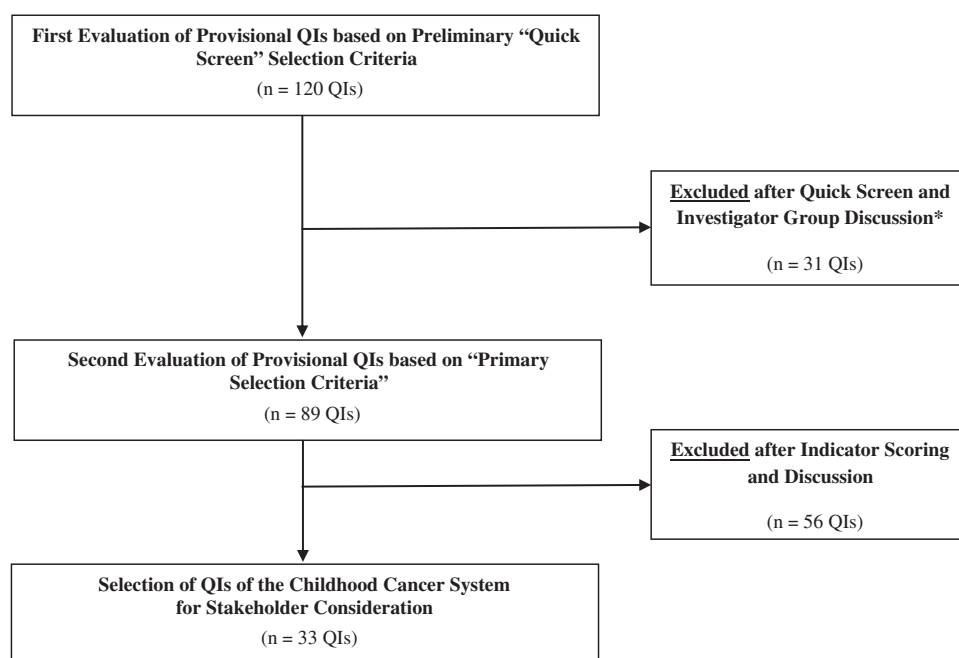 First Evaluation of Provisional QIs based on Preliminary “Quick
Screen” Selection Criteria
(n = 120 QIs)
Excluded after Quick Screen and
Investigator Group Discussion*
(n = 31 QIs)
Second Evaluation of Provisional QIs based on “Primary
Selection Criteria”
(n = 89 QIs)
Excluded after Indicator Scoring
and Discussion
(n = 56 QIs)
Selection of QIs of the Childhood Cancer System
for Stakeholder Consideration
(n = 33 QIs)